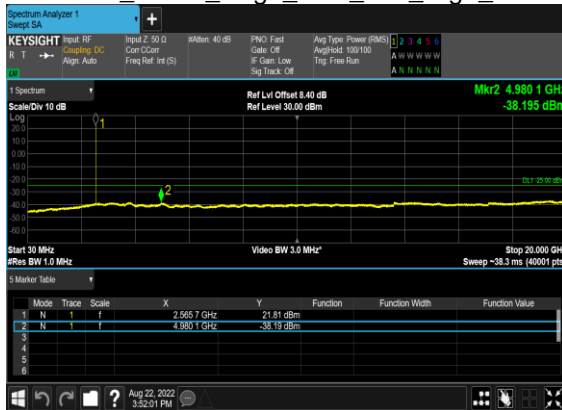 Spectrum Analyzer 1
Swept SA
+
KEYSIGHT Input: RF Input Z: 50 Ω #Atten: 40 dB PNO: Fast Avg Type: Power (RMS) 1 2 3 4 5 6
R T Coupling: DC Corr CCorr Gate: Off Avg|Hold: 100/100 A W W W W W
Align: Auto Freq Ref: Int (S) IF Gain: Low Trig: Free Run
Sig Track: Off A N N N N N
1 Spectrum Ref Lvl Offset 8.40 dB Mkr2 4.980 1 GHz
Scale/Div 10 dB Ref Level 30.00 dBm -38.195 dBm
Log
20.0
1
10.0
0.00
-10.0
-20.0
DL1 -25.00 dBm
-30.0
2
-40.0
-50.0
-60.0
Start 30 MHz Video BW 3.0 MHz* Stop 20.000 GHz
#Res BW 1.0 MHz Sweep ~38.3 ms (40001 pts)
5 Marker Table
Mode Trace Scale X Y Function Function Width Function Value
1 N 1 f 2.565 7 GHz 21.81 dBm
2 N 1 f 4.980 1 GHz -38.19 dBm
3
4
5
6
? Aug 22, 2022
3:52:01 PM